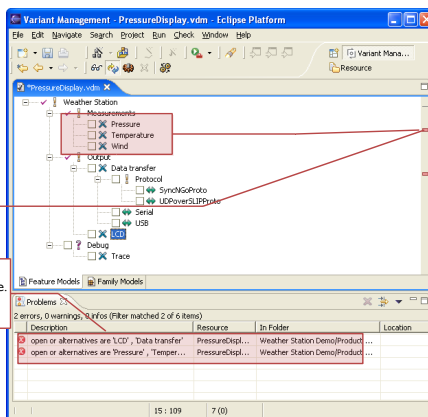 Variant Management - PressureDisplay.vdm - Eclipse Platform
File Edit Navigate Search Project Run Check Window Help
Variant Mana...
Resource
*PressureDisplay.vdm
Weather Station
Measurements
Pressure
Temperature
Wind
Output
Data transfer
Protocol
SyncNGoProto
UDPoverSLIPProto
Serial
USB
LCD
Debug
Trace
e.
Feature Models Family Models
Problems
2 errors, 0 warnings, 0 infos (Filter matched 2 of 6 items)
Description Resource In Folder Location
open or alternatives are 'LCD' , 'Data transfer' PressureDispl... Weather Station Demo/Product ...
open or alternatives are 'Pressure' , 'Temper... PressureDispl... Weather Station Demo/Product ...
15 : 109 7 (0)